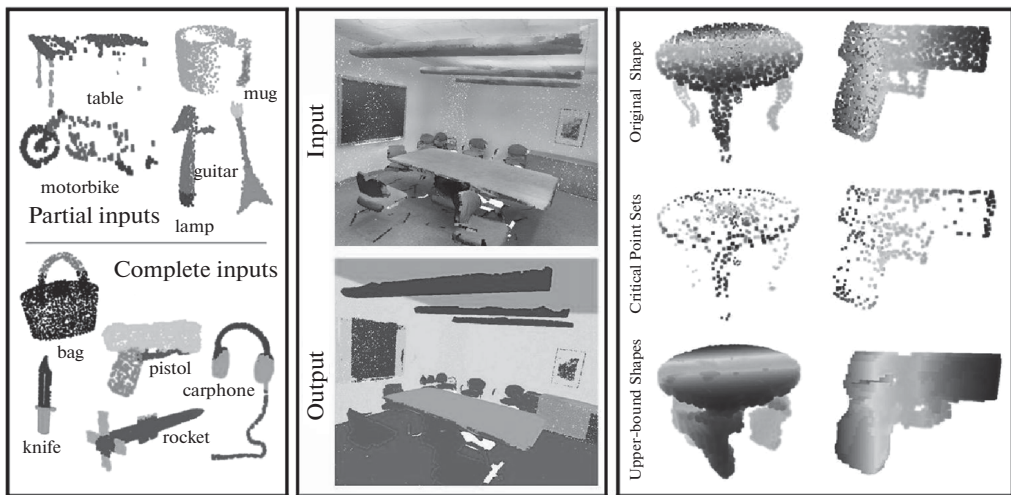 table
mug
motorbike
guitar
Partial inputs
lamp
Complete inputs
bag
pistol
carphone
knife
rocket
Input
Output
Original Shape
Critical Point Sets
Upper-bound Shapes